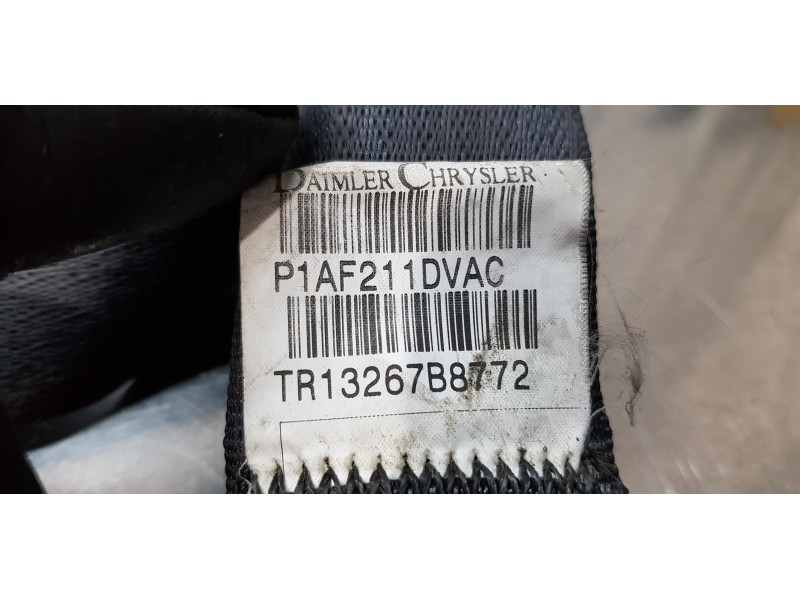 DAIMLER CHRYSLER
P1AF211DVAC
TR13267B8772